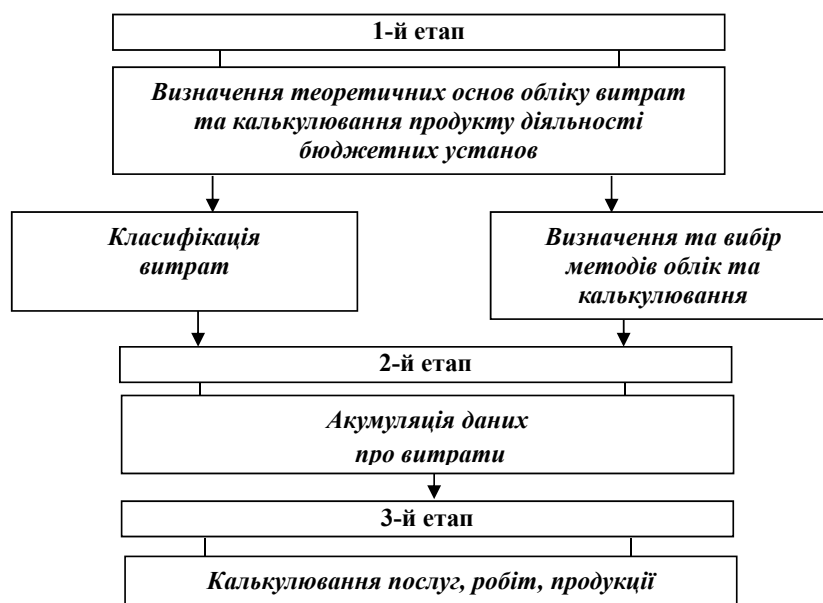 1-й етап
Визначення теоретичних основ обліку витрат
та калькулювання продукту діяльності
бюджетних установ
Класифікація
витрат
Визначення та вибір
методів облік та
калькулювання
2-й етап
Акумуляція даних
про витрати
3-й етап
Калькулювання послуг, робіт, продукції